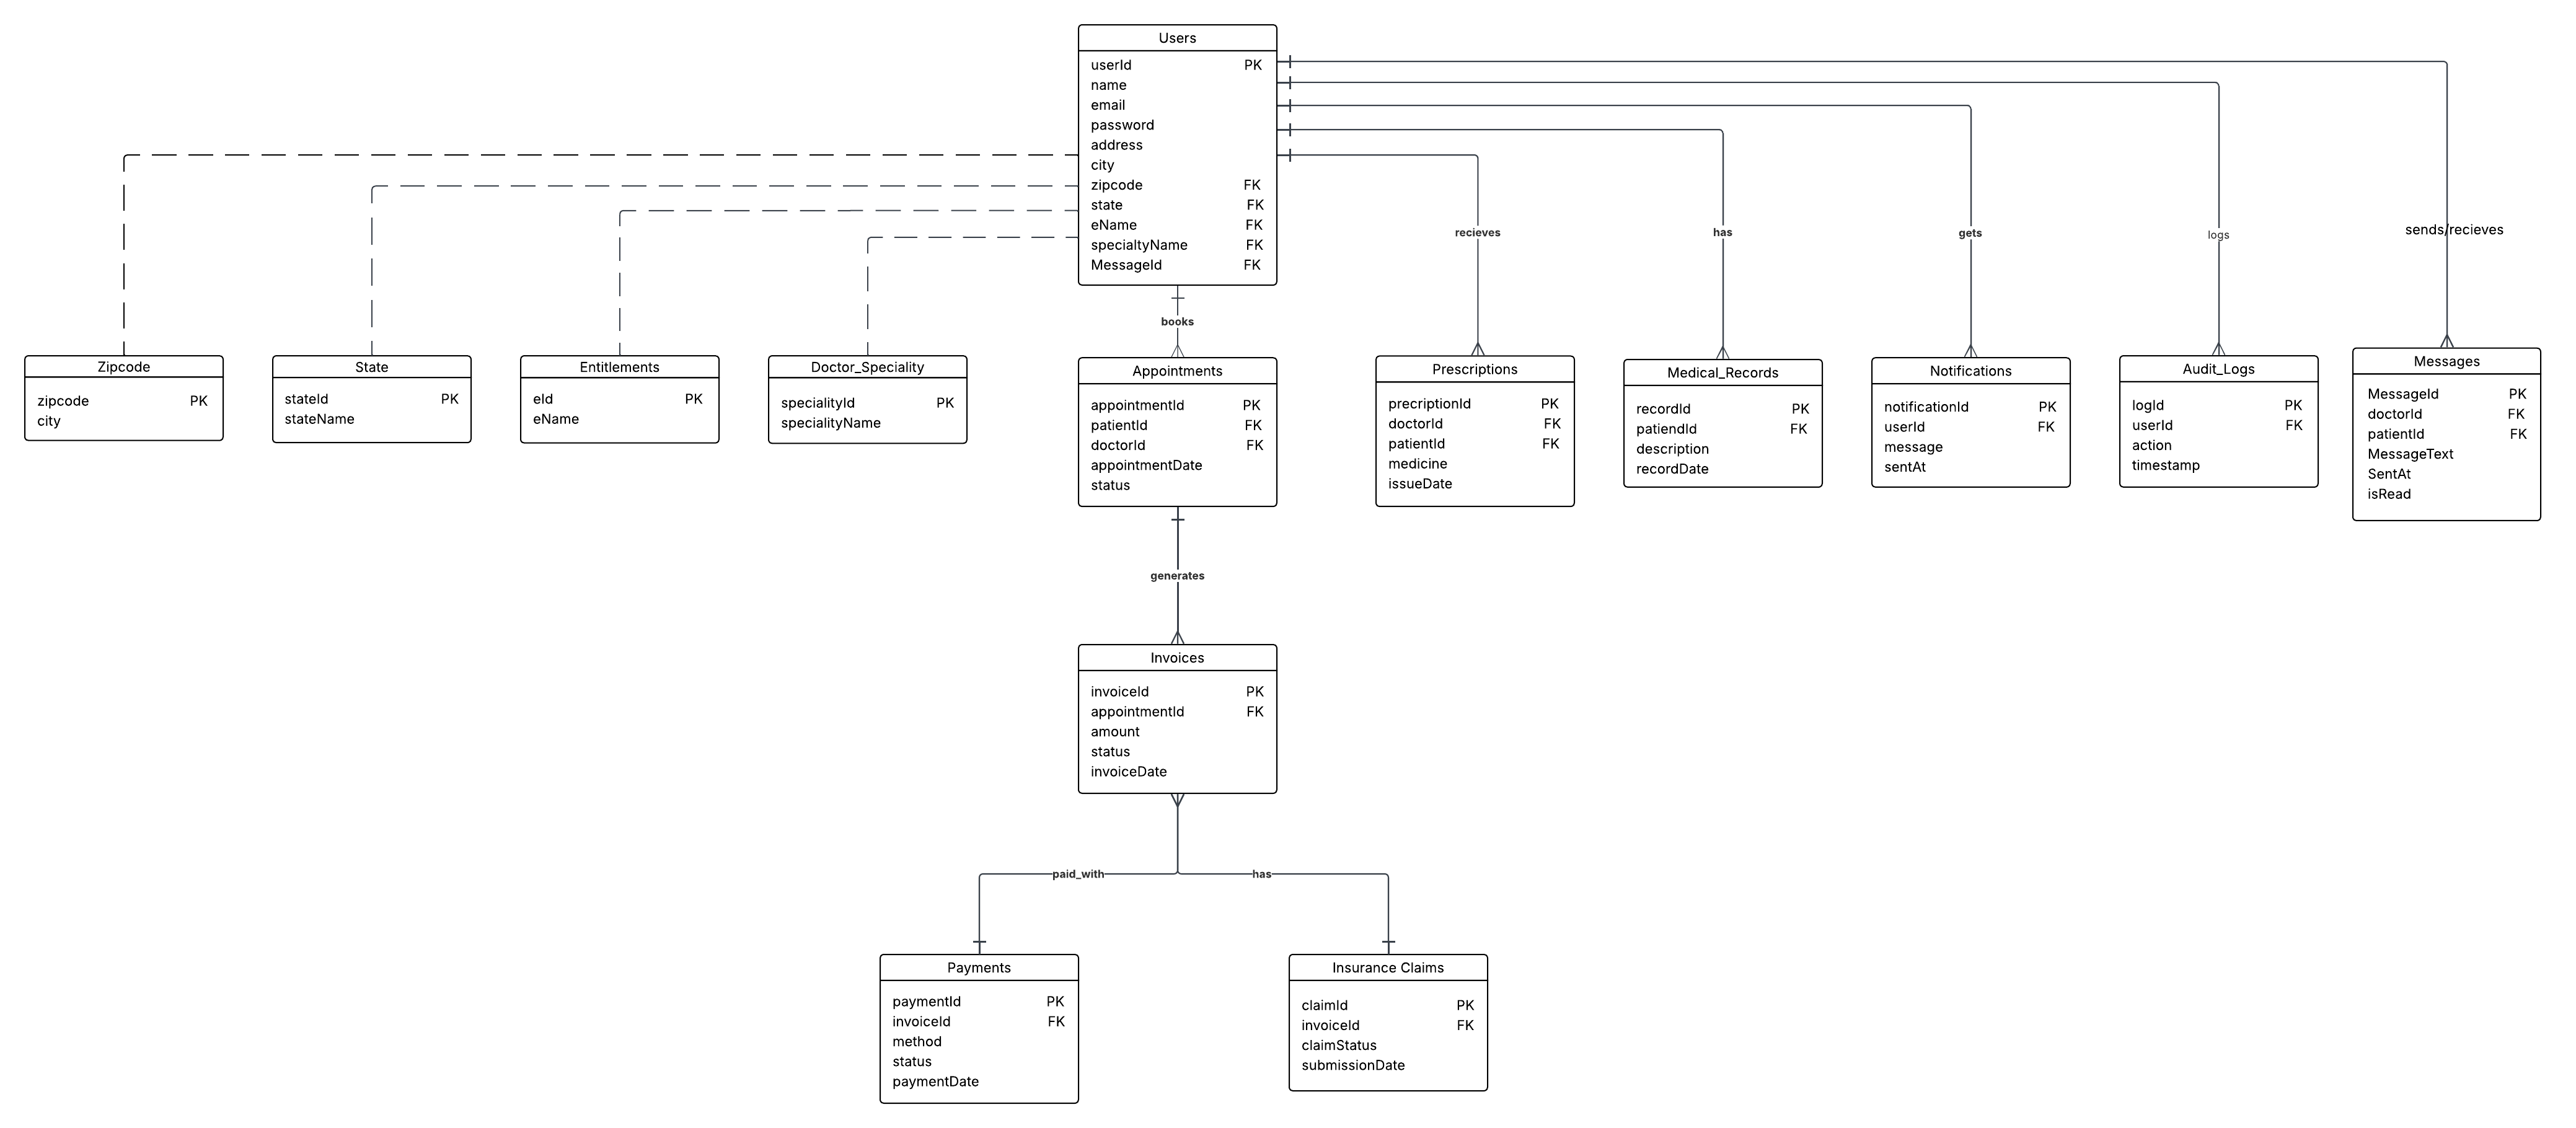 Users
userId PK
name
email
password
address
city
zipcode FK
state FK
eName FK
specialtyName FK
MessageId FK
books
recieves
has
gets
logs
sends/recieves
Zipcode
zipcode PK
city
State
stateId PK
stateName
Entitlements
eId PK
eName
Doctor_Speciality
specialityId PK
specialityName
Appointments
appointmentId PK
patientId FK
doctorId FK
appointmentDate
status
Prescriptions
precriptionId PK
doctorId FK
patientId FK
medicine
issueDate
Medical_Records
recordId PK
patiendId FK
description
recordDate
Notifications
notificationId PK
userId FK
message
sentAt
Audit_Logs
logId PK
userId FK
action
timestamp
Messages
MessageId PK
doctorId FK
patientId FK
MessageText
SentAt
isRead
generates
Invoices
invoiceId PK
appointmentId FK
amount
status
invoiceDate
paid_with
has
Payments
paymentId PK
invoiceId FK
method
status
paymentDate
Insurance Claims
claimId PK
invoiceId FK
claimStatus
submissionDate